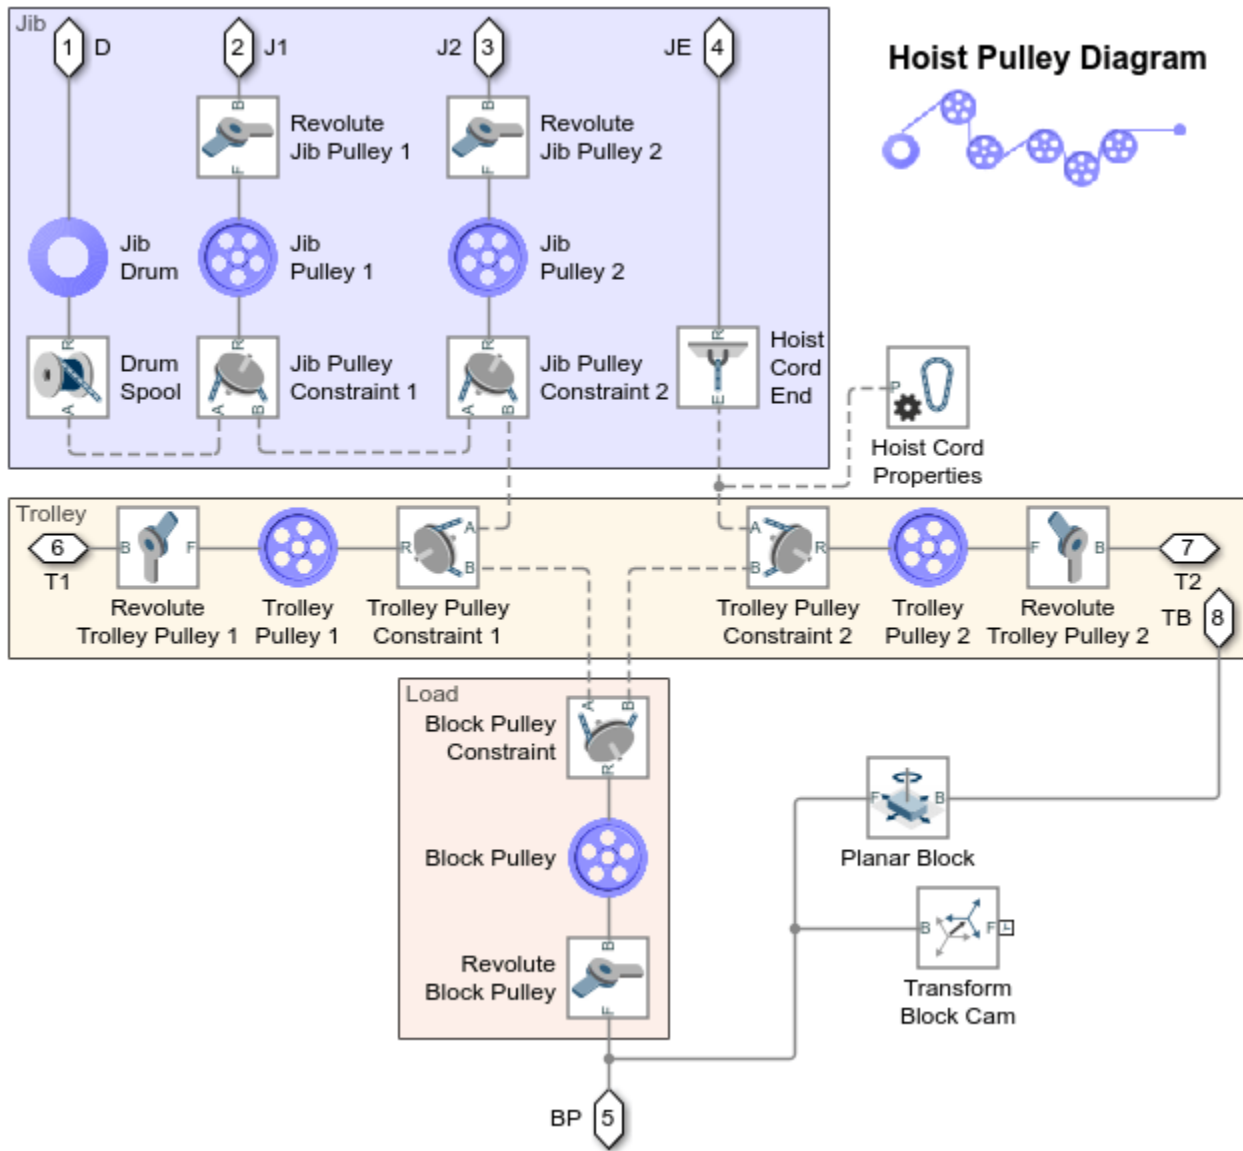 Jib
1 D
2 J1
J2 3
JE 4
Hoist Pulley Diagram
B
Revolute
Jib Pulley 1
F
B
Revolute
Jib Pulley 2
F
Jib
Drum
Jib
Pulley 1
Jib
Pulley 2
R
Drum
Spool
A
R
Jib Pulley
Constraint 1
A B
R
Jib Pulley
Constraint 2
A B
R
Hoist
Cord
End
E
P
Hoist Cord
Properties
Trolley
6
T1
B F
Revolute
Trolley Pulley 1
Trolley
Pulley 1
R A
B
Trolley Pulley
Constraint 1
A
B R
Trolley Pulley
Constraint 2
Trolley
Pulley 2
F B
Revolute
Trolley Pulley 2
7
T2
TB 8
Load
A B
Block Pulley
Constraint
R
Block Pulley
B
Revolute
Block Pulley
F
F B
Planar Block
B F
Transform
Block Cam
BP 5